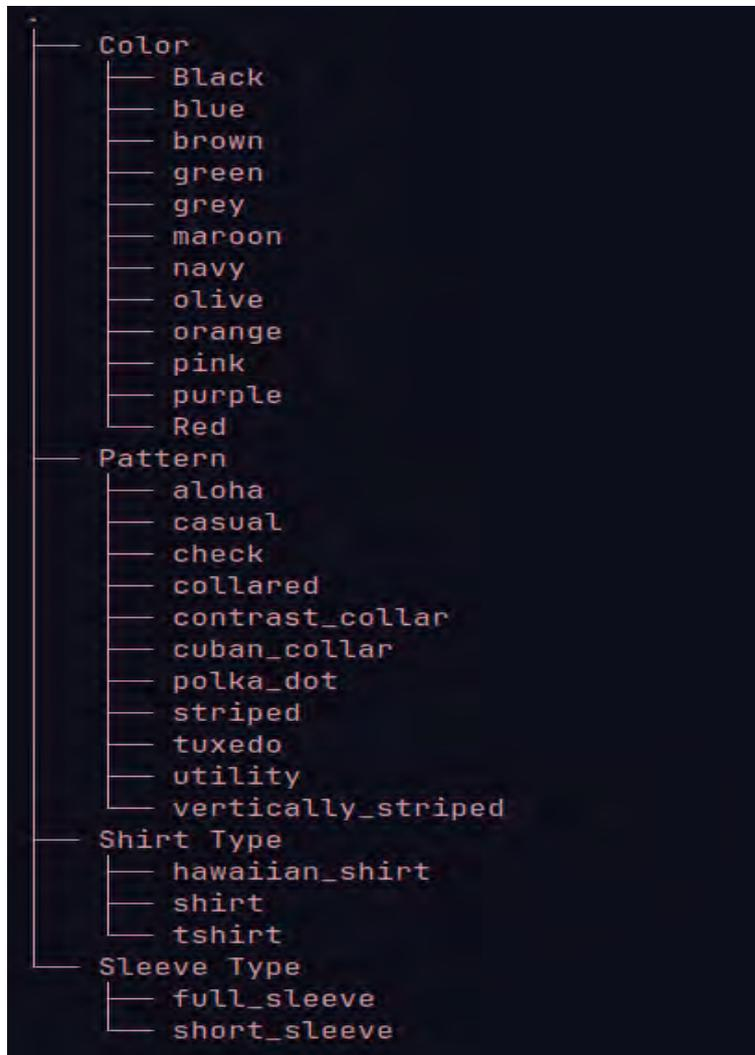 .
Color
Black
blue
brown
green
grey
maroon
navy
olive
orange
pink
purple
Red
Pattern
aloha
casual
check
collared
contrast_collar
cuban_collar
polka_dot
striped
tuxedo
utility
vertically_striped
Shirt Type
hawaiian_shirt
shirt
tshirt
Sleeve Type
full_sleeve
short_sleeve